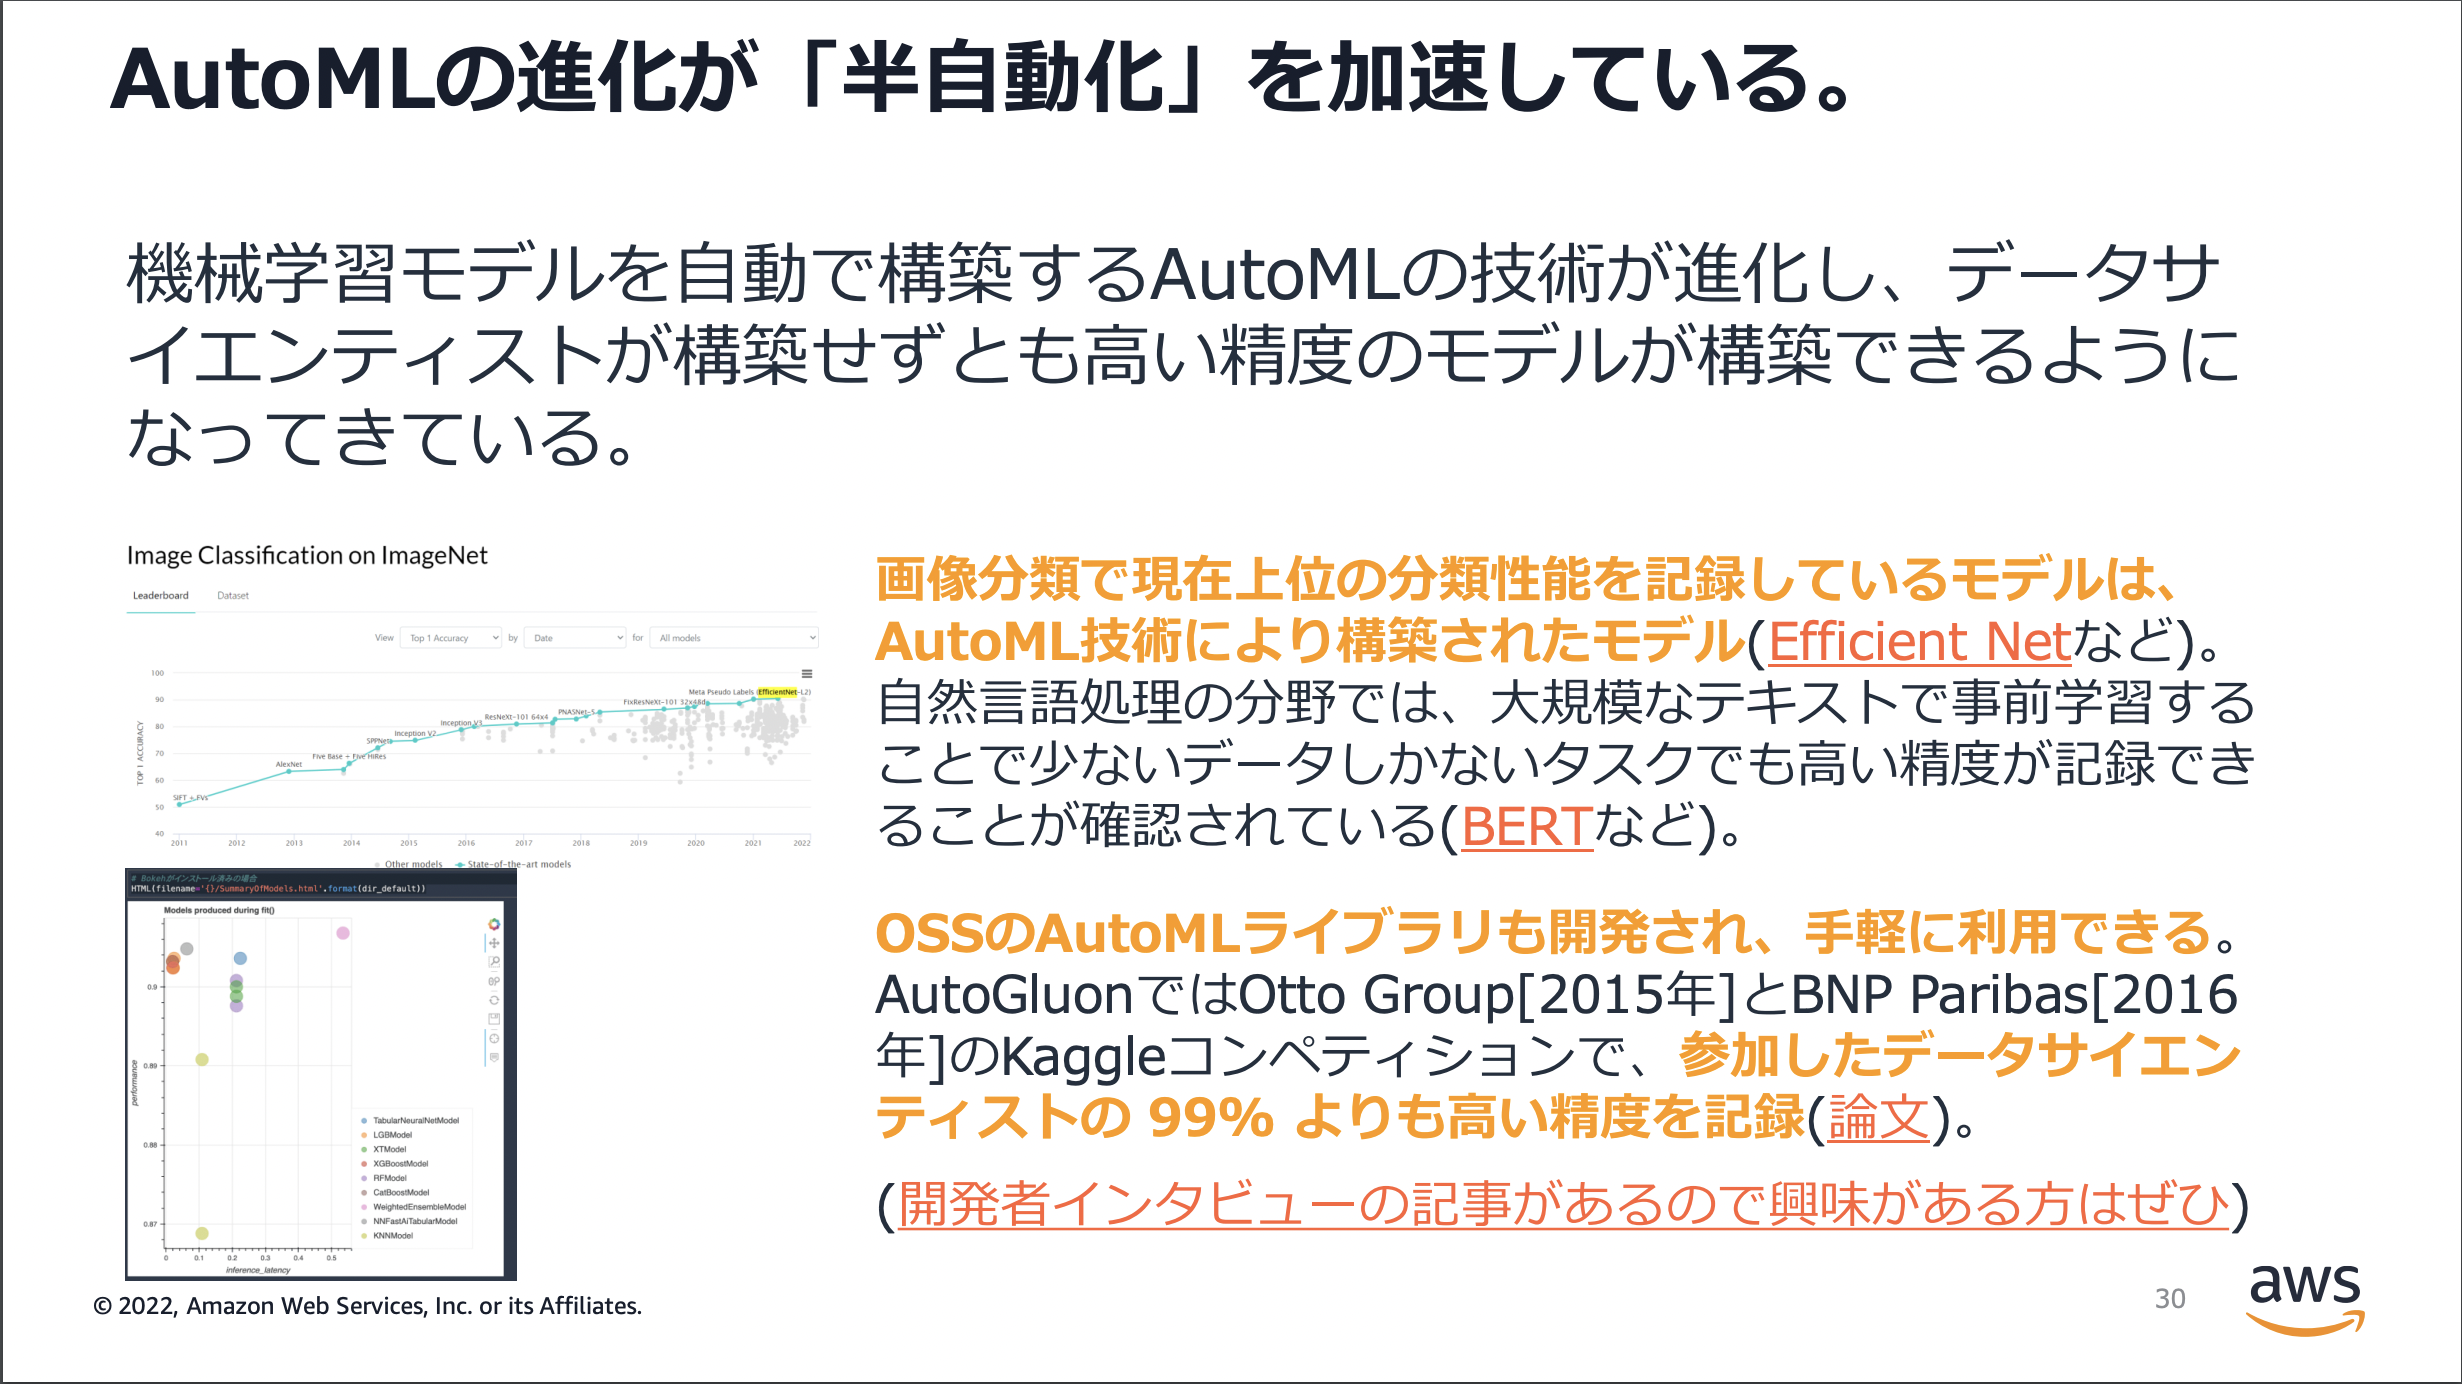 AutoMLの進化が「半自動化」を加速している。
機械学習モデルを自動で構築するAutoMLの技術が進化し、データサ
イエンティストが構築せずとも高い精度のモデルが構築できるように
なってきている。
Image Classification on ImageNet
Leaderboard Dataset
View Top 1 Accuracy by Date for All models
TOP 1 ACCURACY
100
90
80
70
60
50
40
SIFT + FVs
AlexNet
Five Base + Five HiRes
SPPNet
Inception V2
Inception V3
ResNeXt-101 64x4
PNASNet-5
FixResNeXt-101 32x48d
Meta Pseudo Labels (EfficientNet-L2)
2011 2012 2013 2014 2015 2016 2017 2018 2019 2020 2021 2022
Other models State-of-the-art models
# Bokehがインストール済みの場合
HTML(filename='{}/SummaryOfModels.html'.format(dir_default))
Models produced during fit()
performance
0.9
0.89
0.88
0.87
0 0.1 0.2 0.3 0.4 0.5
inference_latency
TabularNeuralNetModel
LGBModel
XTModel
XGBoostModel
RFModel
CatBoostModel
WeightedEnsembleModel
NNFastAiTabularModel
KNNModel
画像分類で現在上位の分類性能を記録しているモデルは、
AutoML技術により構築されたモデル(Efficient Netなど)。
自然言語処理の分野では、大規模なテキストで事前学習する
ことで少ないデータしかないタスクでも高い精度が記録でき
ることが確認されている(BERTなど)。
OSSのAutoMLライブラリも開発され、手軽に利用できる。
AutoGluonではOtto Group[2015年]とBNP Paribas[2016
年]のKaggleコンペティションで、参加したデータサイエン
ティストの 99% よりも高い精度を記録(論文)。
(開発者インタビューの記事があるので興味がある方はぜひ)
© 2022, Amazon Web Services, Inc. or its Affiliates.
30
aws